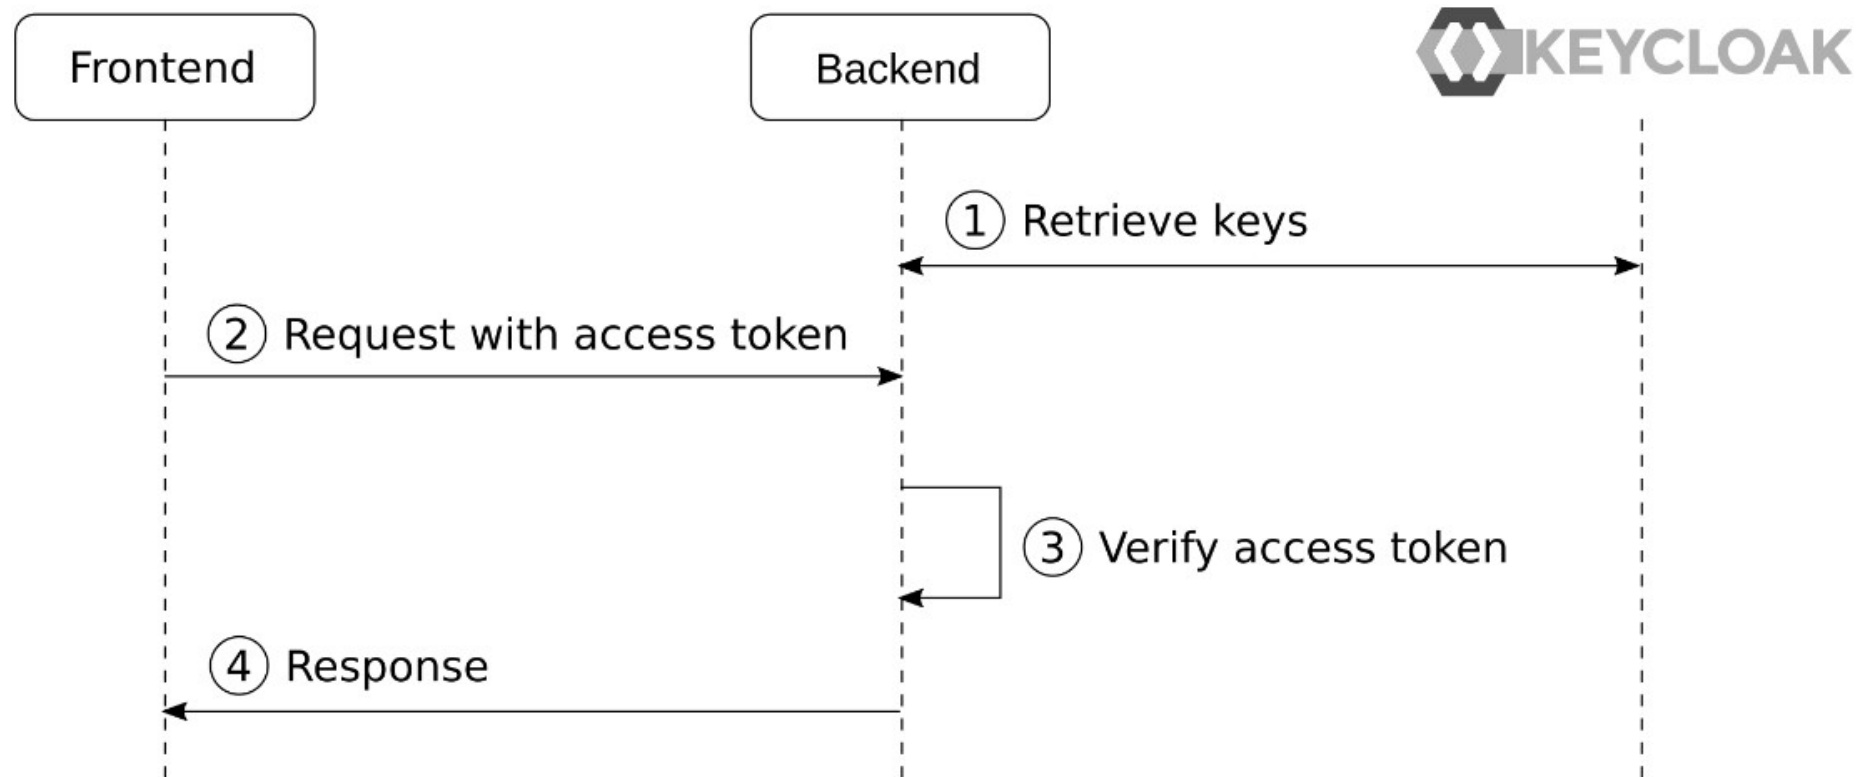 Frontend
Backend
KEYCLOAK
1 Retrieve keys
2 Request with access token
3 Verify access token
4 Response